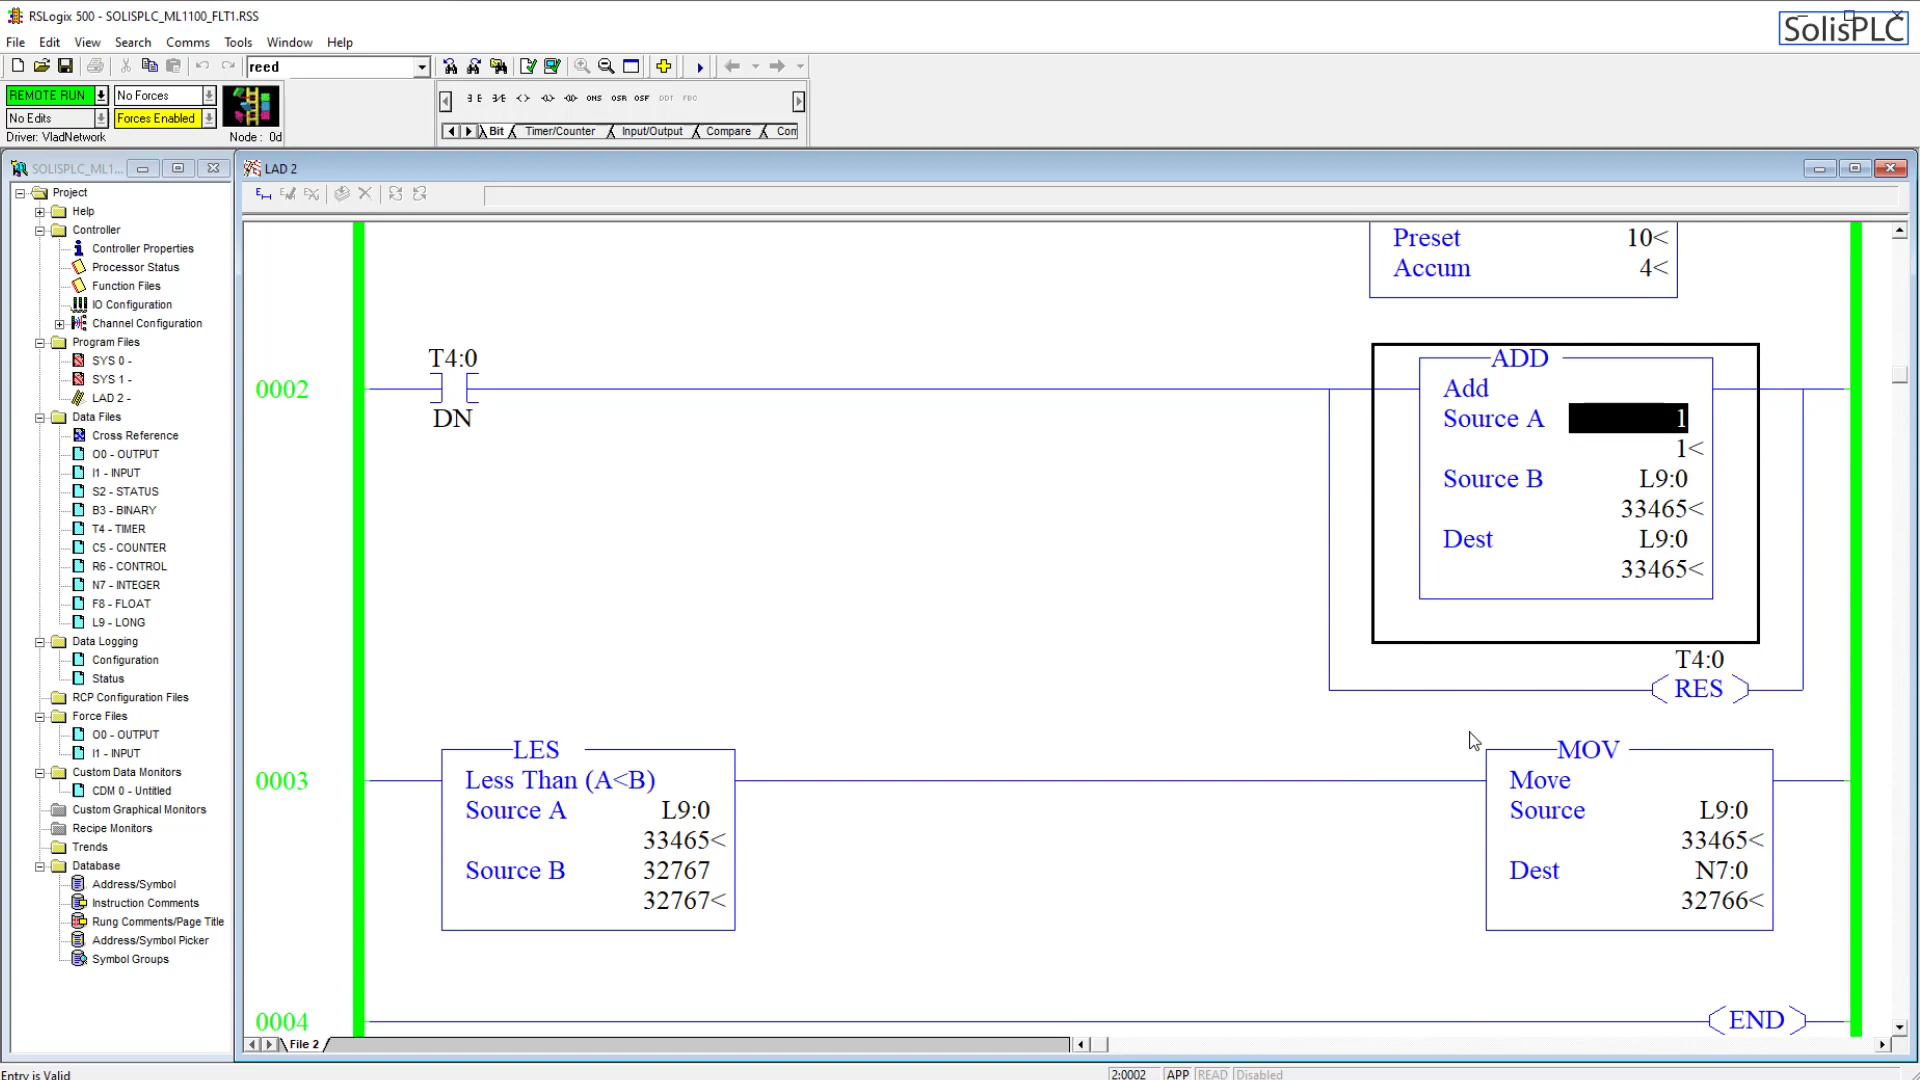 RSLogix 500 - SOLISPLC_ML1100_FLT1.RSS
SolisPLC
File Edit View Search Comms Tools Window Help
reed
REMOTE RUN
No Forces
No Edits
Forces Enabled
Driver: VladNetwork
Node : 0d
ONS OSR OSF DDT FBC
Bit Timer/Counter Input/Output Compare Com
SOLISPLC_ML1...
LAD 2
Project
Help
Controller
Controller Properties
Processor Status
Function Files
IO Configuration
Channel Configuration
Program Files
SYS 0 -
SYS 1 -
LAD 2 -
Data Files
Cross Reference
O0 - OUTPUT
I1 - INPUT
S2 - STATUS
B3 - BINARY
T4 - TIMER
C5 - COUNTER
R6 - CONTROL
N7 - INTEGER
F8 - FLOAT
L9 - LONG
Data Logging
Configuration
Status
RCP Configuration Files
Force Files
O0 - OUTPUT
I1 - INPUT
Custom Data Monitors
CDM 0 - Untitled
Custom Graphical Monitors
Recipe Monitors
Trends
Database
Address/Symbol
Instruction Comments
Rung Comments/Page Title
Address/Symbol Picker
Symbol Groups
Preset 10<
Accum 4<
0002
T4:0
DN
ADD
Add
Source A 1
1<
Source B L9:0
33465<
Dest L9:0
33465<
T4:0
RES
0003
LES
Less Than (A<B)
Source A L9:0
33465<
Source B 32767
32767<
MOV
Move
Source L9:0
33465<
Dest N7:0
32766<
0004
END
File 2
Entry is Valid
2:0002 APP READ Disabled